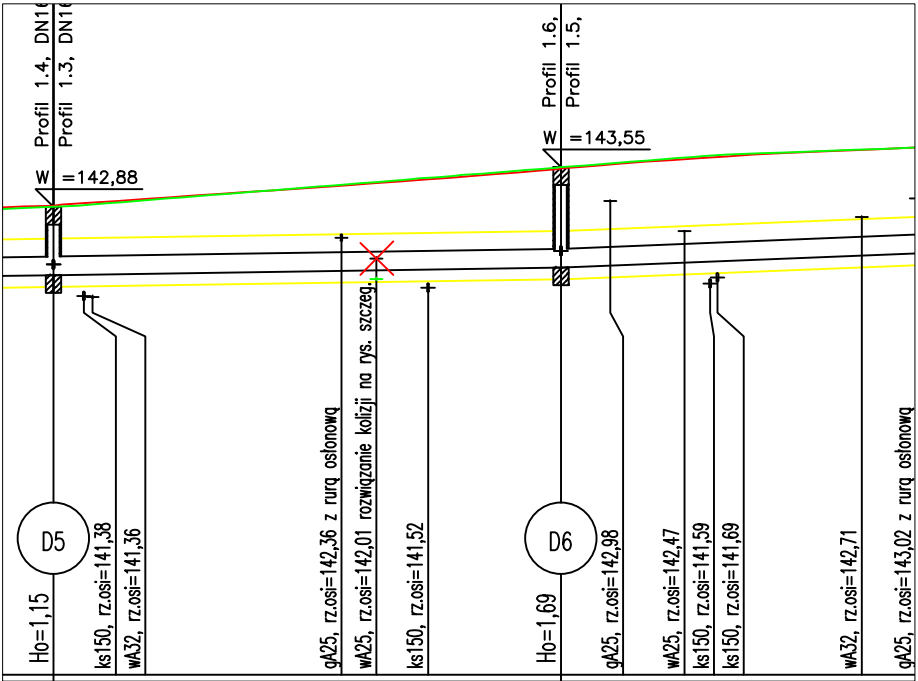 Profil 1.4, DN16
Profil 1.3, DN16
Profil 1.6,
Profil 1.5,
W =143,55
W =142,88
D5
D6
Ho=1,15
ks150, rz.osi=141,38
wA32, rz.osi=141,36
gA25, rz.osi=142,36 z rurą osłonową
wA25, rz.osi=142,01 rozwiązanie kolizji na rys. szczeg.
ks150, rz.osi=141,52
Ho=1,69
gA25, rz.osi=142,98
wA25, rz.osi=142,47
ks150, rz.osi=141,59
ks150, rz.osi=141,69
wA32, rz.osi=142,71
gA25, rz.osi=143,02 z rurą osłonową